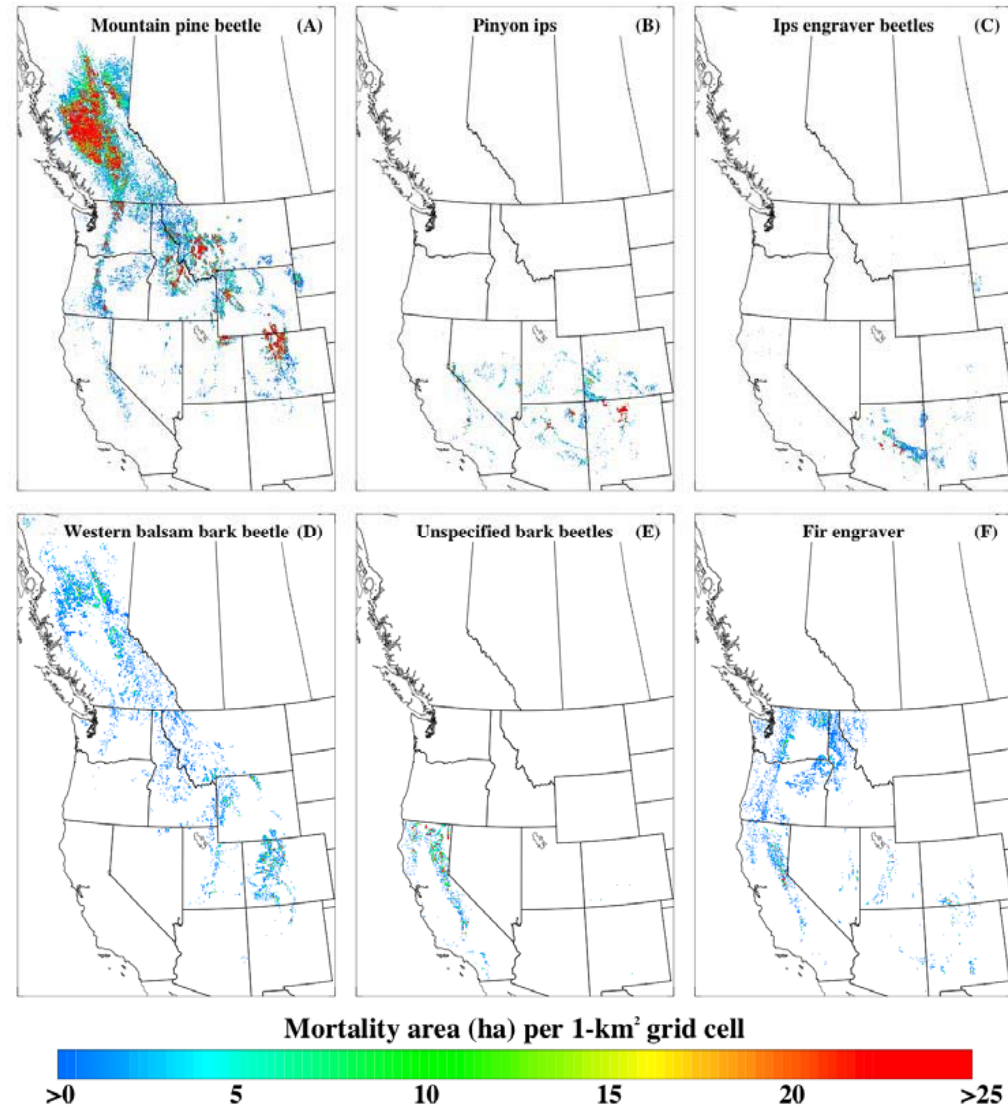 Mountain pine beetle (A)
Pinyon ips (B)
Ips engraver beetles (C)
Western balsam bark beetle (D)
Unspecified bark beetles (E)
Fir engraver (F)
Mortality area (ha) per 1-km² grid cell
>0 5 10 15 20 >25